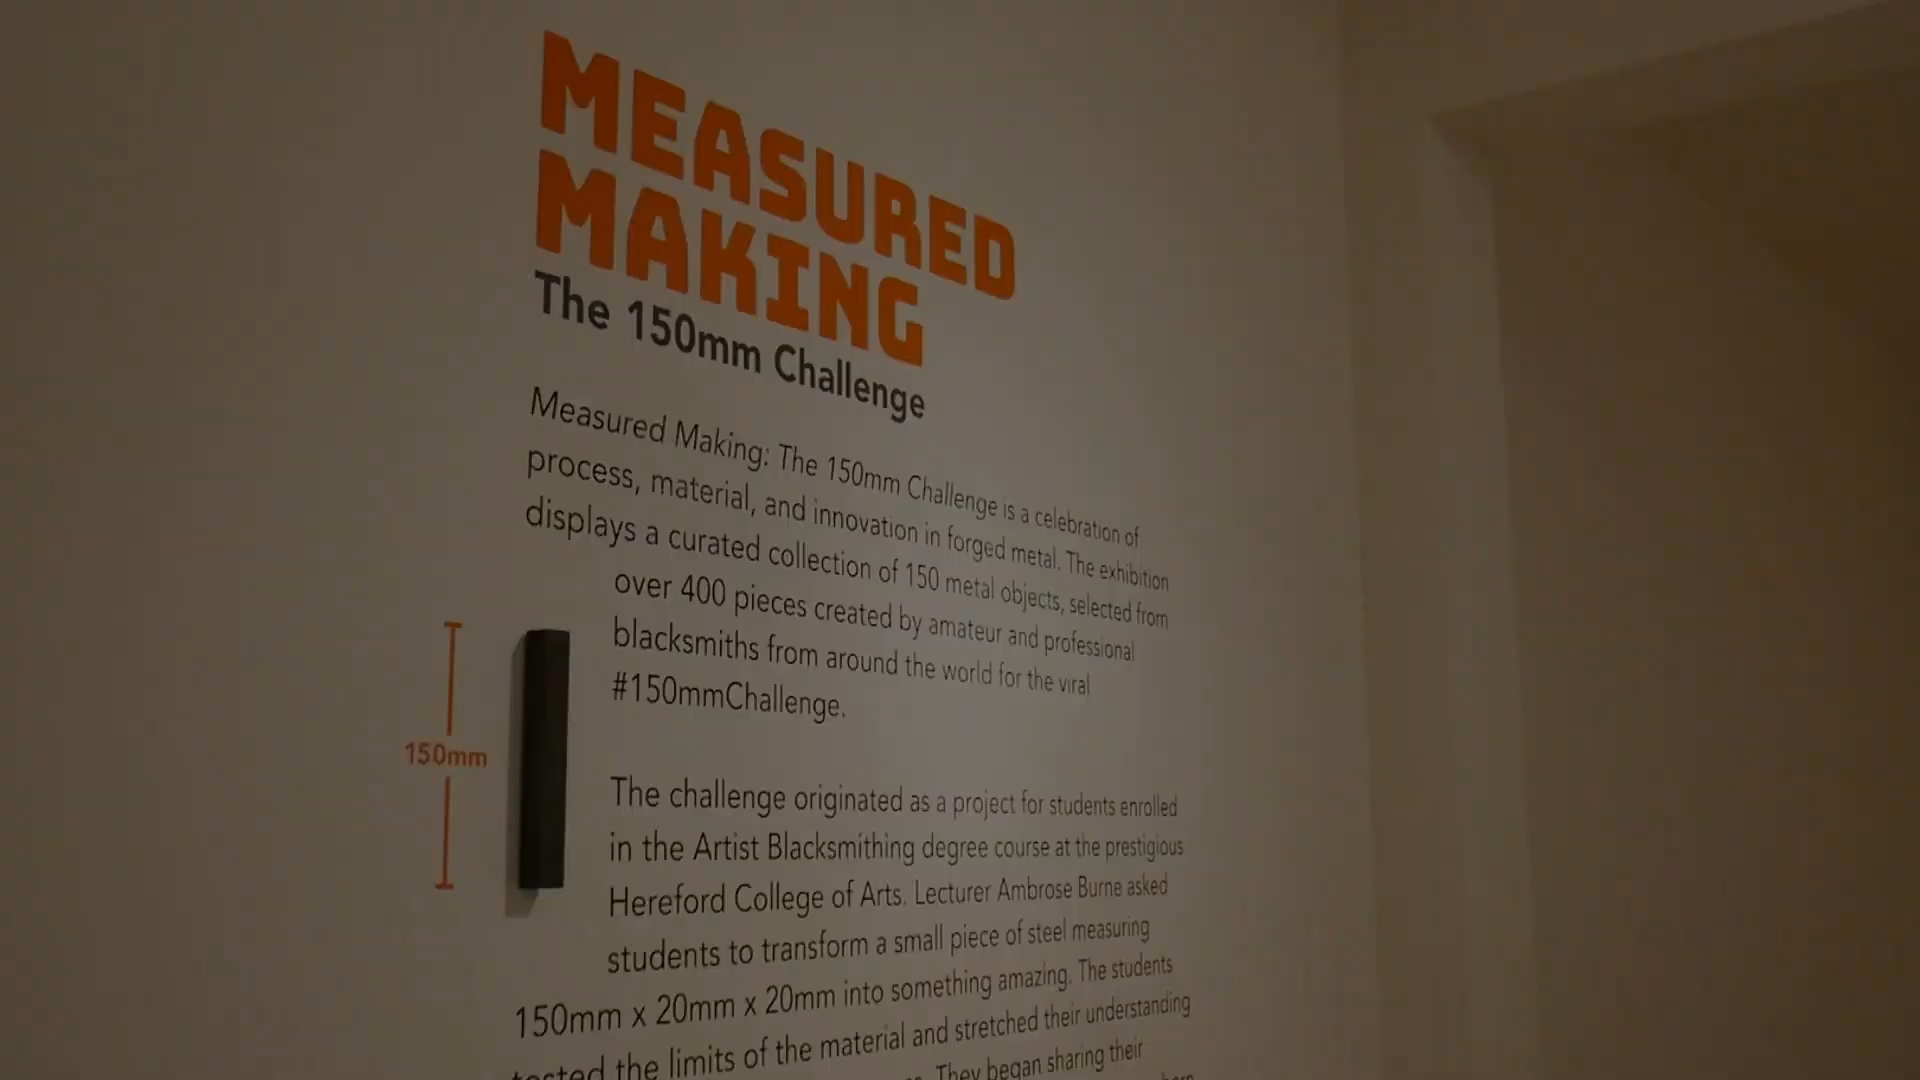 MEASURED
MAKING
The 150mm Challenge
Measured Making: The 150mm Challenge is a celebration of
process, material, and innovation in forged metal. The exhibition
displays a curated collection of 150 metal objects, selected from
over 400 pieces created by amateur and professional
blacksmiths from around the world for the viral
#150mmChallenge.
150mm
The challenge originated as a project for students enrolled
in the Artist Blacksmithing degree course at the prestigious
Hereford College of Arts. Lecturer Ambrose Burne asked
students to transform a small piece of steel measuring
150mm x 20mm x 20mm into something amazing. The students
tested the limits of the material and stretched their understanding
They began sharing their